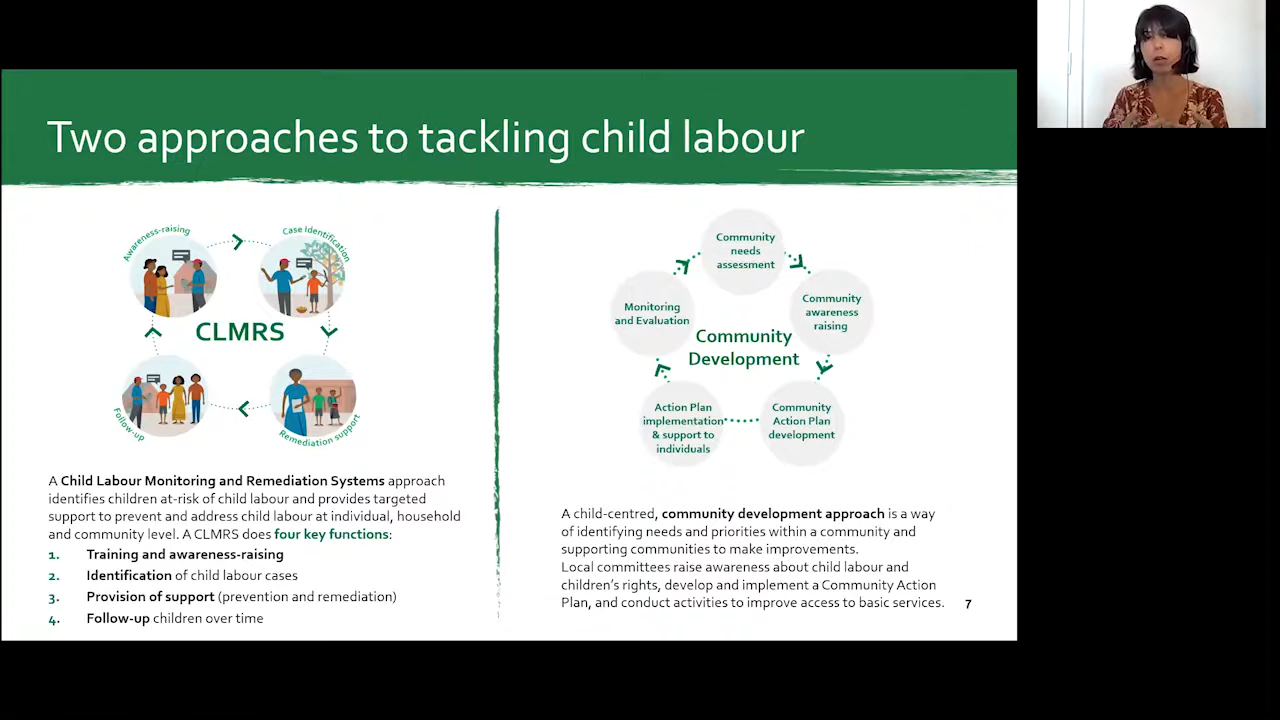 Two approaches to tackling child labour
Awareness-raising
Case Identification
CLMRS
Follow-up
Remediation support
A Child Labour Monitoring and Remediation Systems approach
identifies children at-risk of child labour and provides targeted
support to prevent and address child labour at individual, household
and community level. A CLMRS does four key functions:
1. Training and awareness-raising
2. Identification of child labour cases
3. Provision of support (prevention and remediation)
4. Follow-up children over time
Community
needs
assessment
Community
awareness
raising
Monitoring
and Evaluation
Community
Development
Action Plan
implementation
& support to
individuals
Community
Action Plan
development
A child-centred, community development approach is a way
of identifying needs and priorities within a community and
supporting communities to make improvements.
Local committees raise awareness about child labour and
children's rights, develop and implement a Community Action
Plan, and conduct activities to improve access to basic services.
7